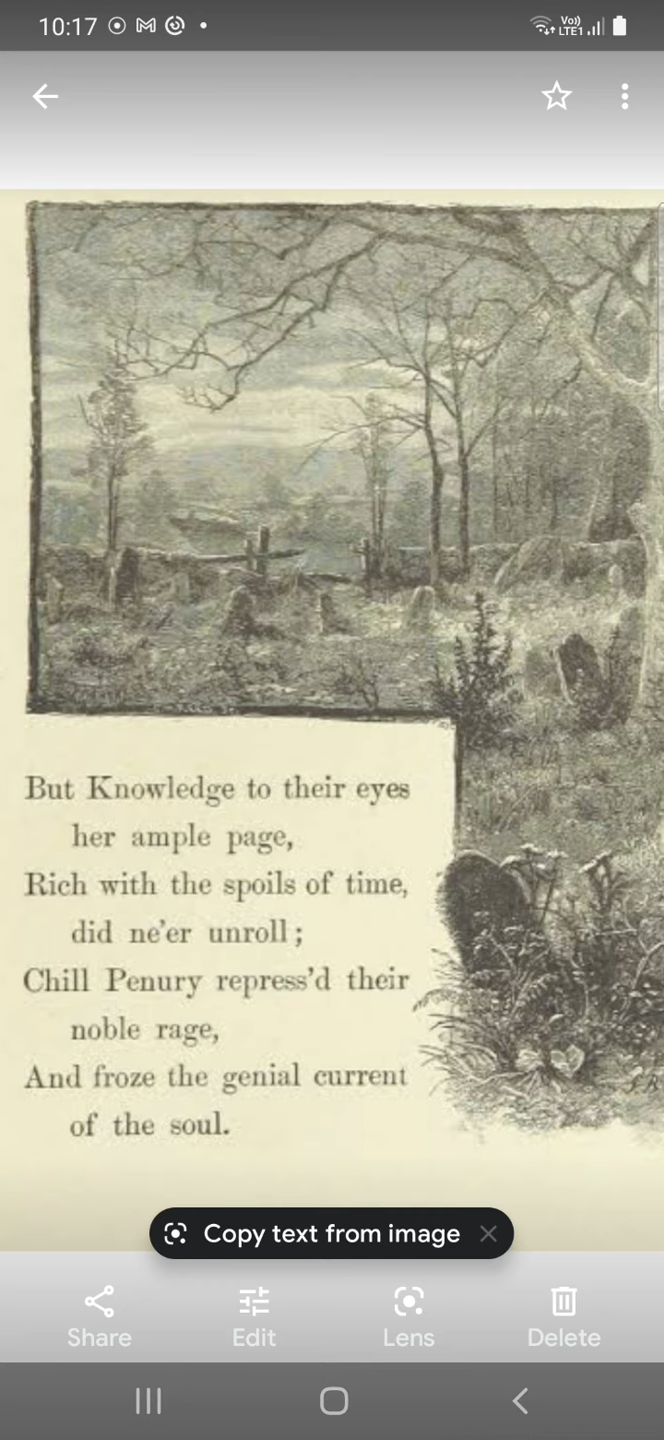 10:17
Vo))
LTE1
But Knowledge to their eyes
her ample page,
Rich with the spoils of time,
did ne'er unroll;
Chill Penury repress'd their
noble rage,
And froze the genial current
of the soul.
Copy text from image
Share
Edit
Lens
Delete